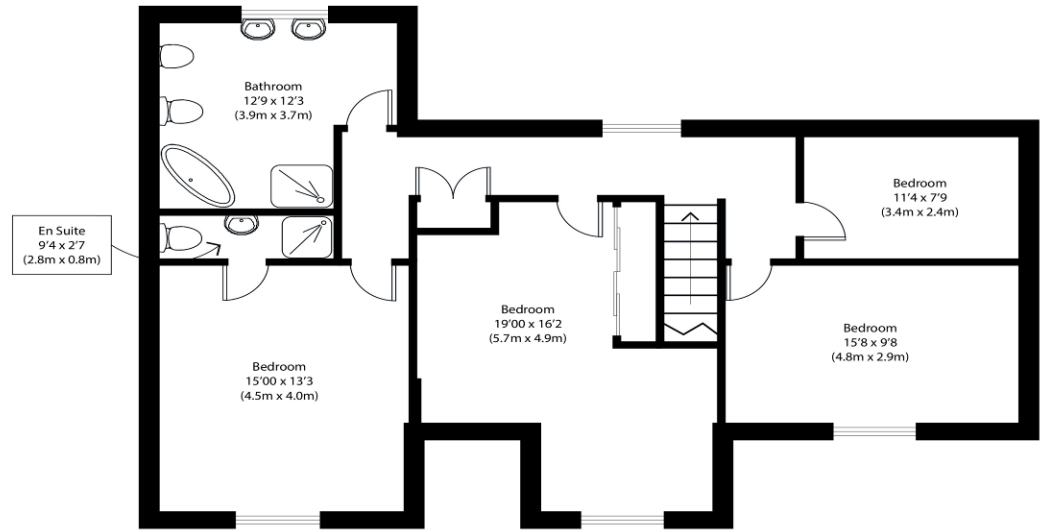 Bathroom
12'9 x 12'3
(3.9m x 3.7m)
Bedroom
11'4 x 7'9
(3.4m x 2.4m)
En Suite
9'4 x 2'7
(2.8m x 0.8m)
Bedroom
19'00 x 16'2
(5.7m x 4.9m)
Bedroom
15'8 x 9'8
(4.8m x 2.9m)
Bedroom
15'00 x 13'3
(4.5m x 4.0m)